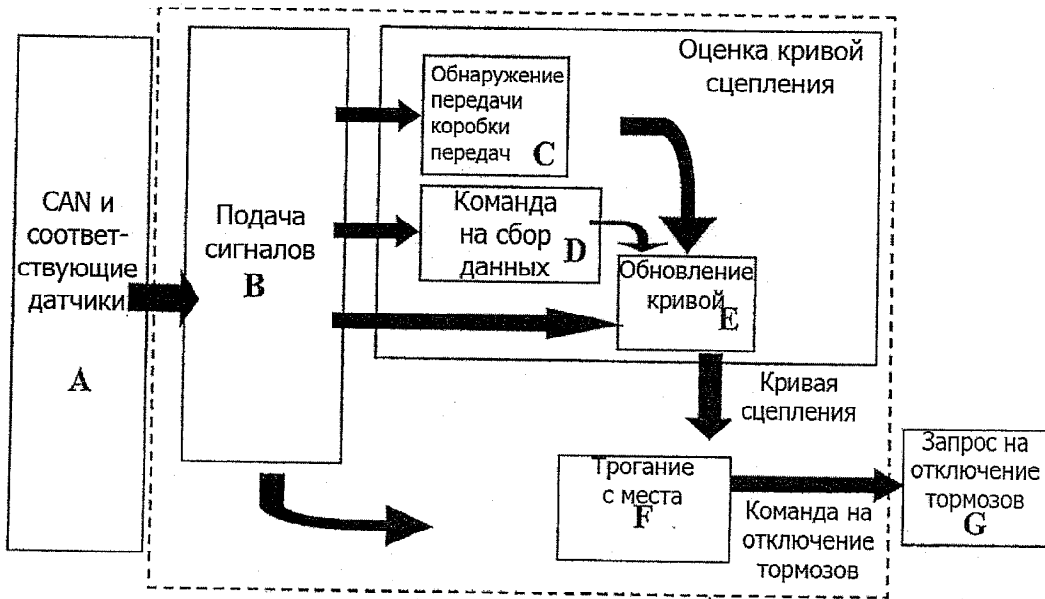 CAN и
соответ-
ствующие
датчики
A
Подача
сигналов
B
Оценка кривой
сцепления
Обнаружение
передачи
коробки
передач
C
Команда
на сбор
данных
D
Обновление
кривой
E
Кривая
сцепления
Трогание
с места
F
Команда на
отключение
тормозов
Запрос на
отключение
тормозов
G